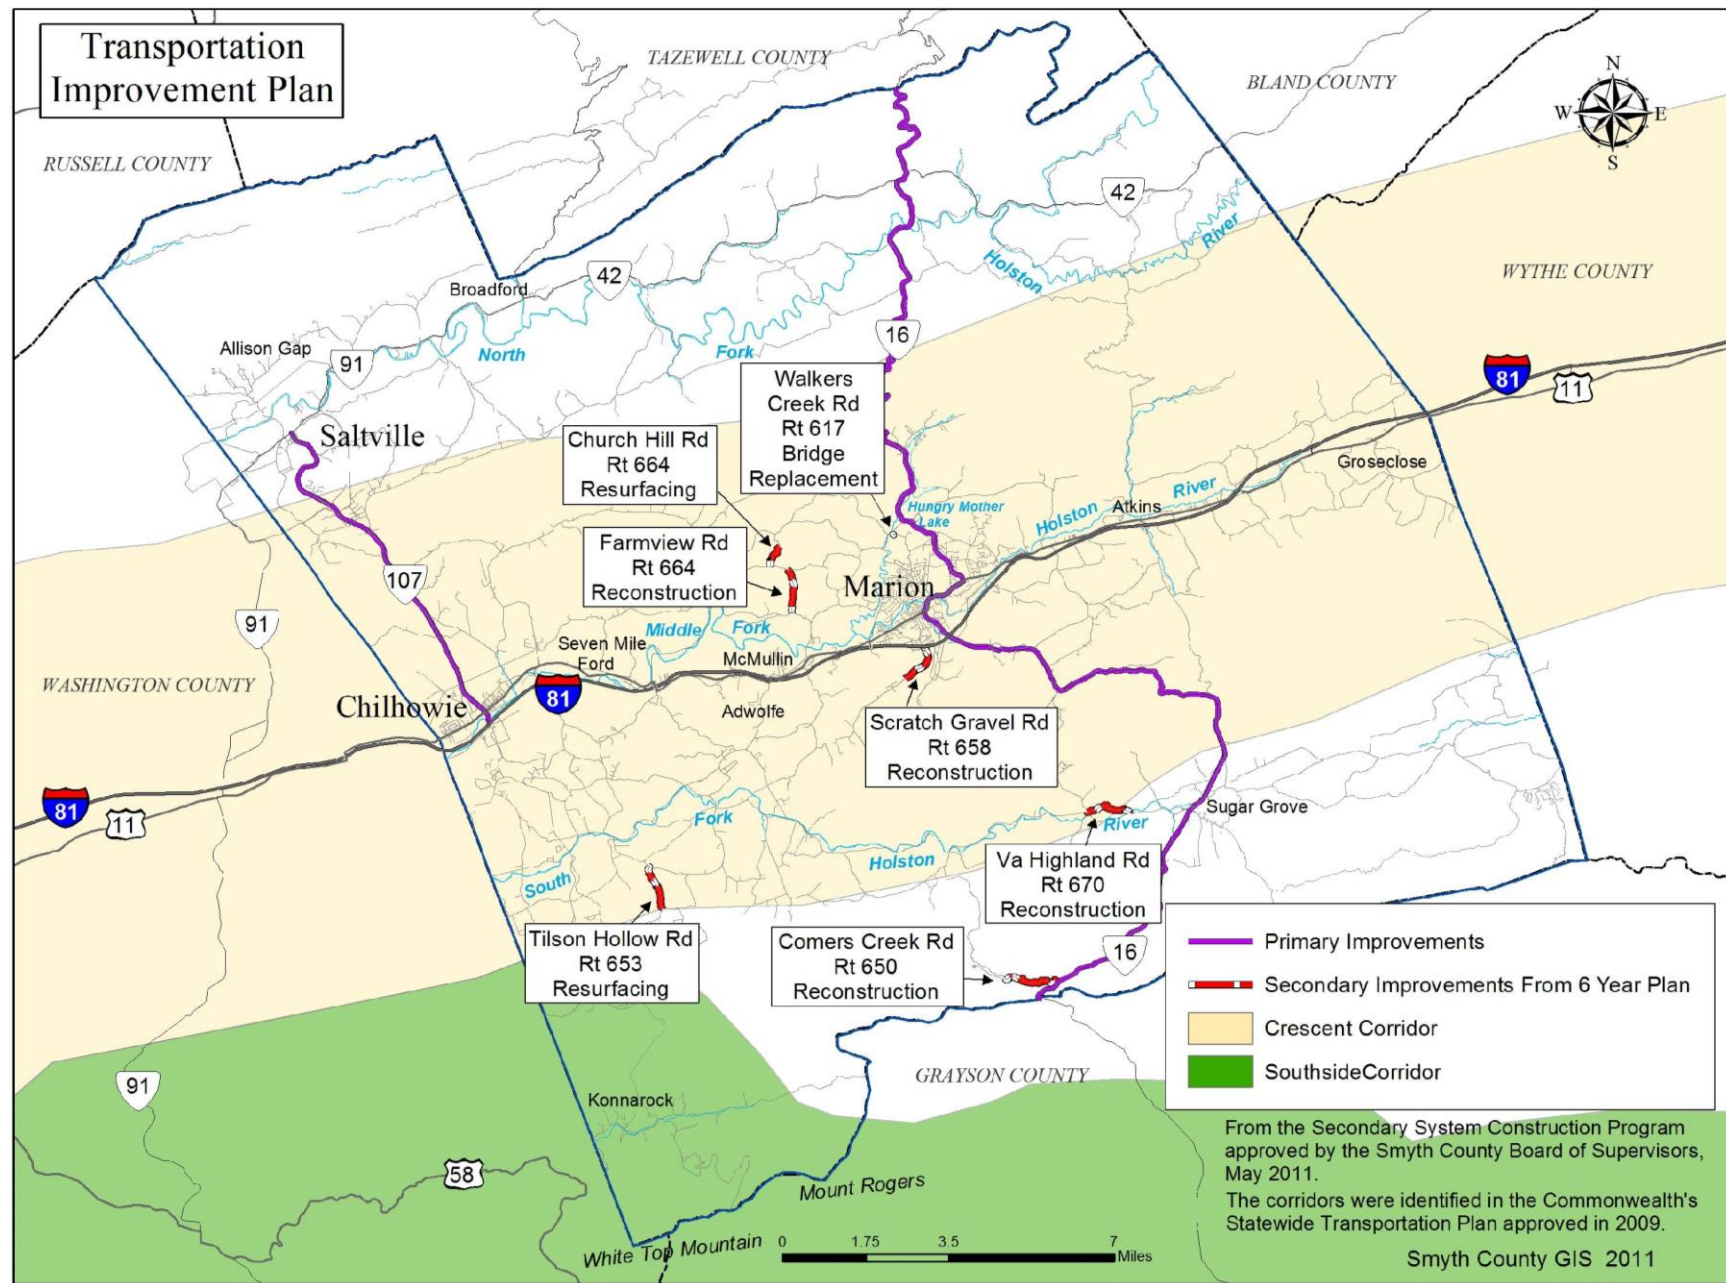 Transportation
Improvement Plan
TAZEWELL COUNTY
BLAND COUNTY
N
W E
S
RUSSELL COUNTY
42
River
Holston
WYTHE COUNTY
42
Broadford
Allison Gap
91
North
Fork
16
81
11
Saltville
Walkers
Creek Rd
Rt 617
Bridge
Replacement
Church Hill Rd
Rt 664
Resurfacing
Groseclose
River
Hungry Mother
Lake
Holston
Atkins
Farmview Rd
Rt 664
Reconstruction
107
Marion
91
Middle
Fork
Seven Mile
Ford
McMullin
WASHINGTON COUNTY
81
Chilhowie
Adwolfe
Scratch Gravel Rd
Rt 658
Reconstruction
81
11
Fork
River
Sugar Grove
Holston
South
Va Highland Rd
Rt 670
Reconstruction
Tilson Hollow Rd
Rt 653
Resurfacing
Comers Creek Rd
Rt 650
Reconstruction
16
Primary Improvements
Secondary Improvements From 6 Year Plan
Crescent Corridor
SouthsideCorridor
91
GRAYSON COUNTY
Konnarock
58
Mount Rogers
White Top Mountain
0 1.75 3.5 7
Miles
From the Secondary System Construction Program
approved by the Smyth County Board of Supervisors,
May 2011.
The corridors were identified in the Commonwealth's
Statewide Transportation Plan approved in 2009.
Smyth County GIS 2011